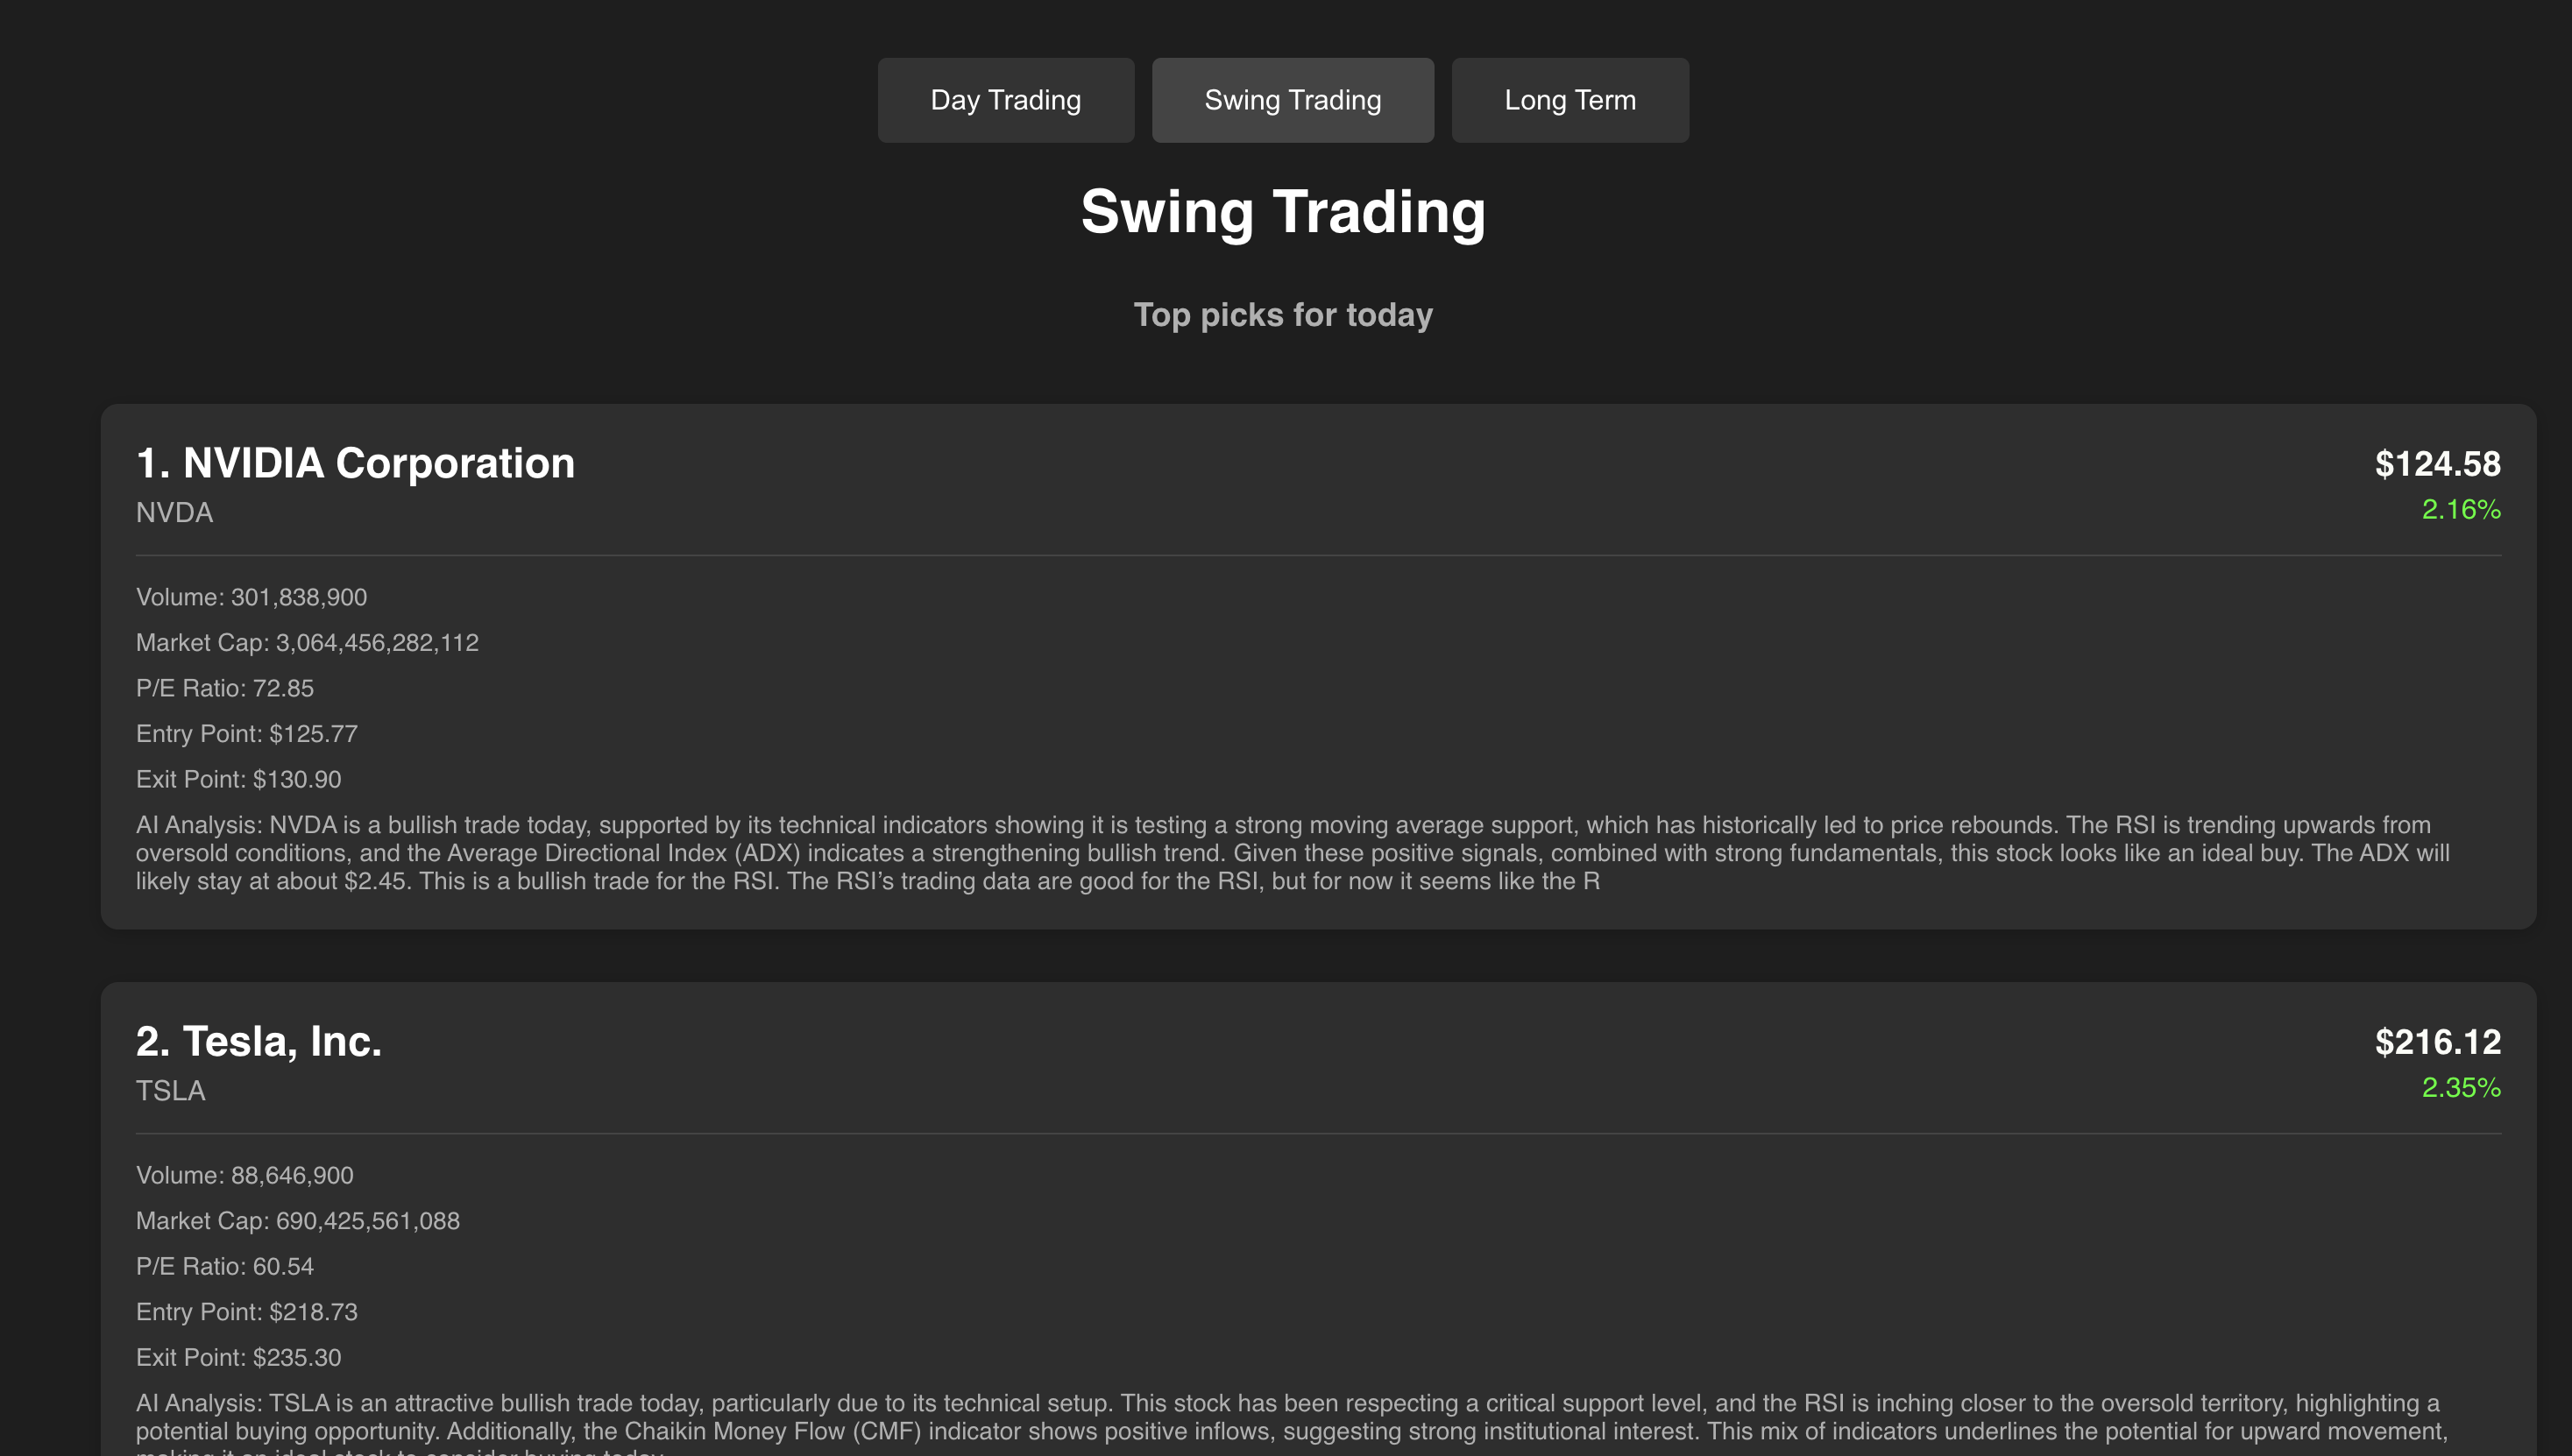 Day Trading
Swing Trading
Long Term
Swing Trading
Top picks for today
1. NVIDIA Corporation
$124.58
NVDA
2.16%
Volume: 301,838,900
Market Cap: 3,064,456,282,112
P/E Ratio: 72.85
Entry Point: $125.77
Exit Point: $130.90
AI Analysis: NVDA is a bullish trade today, supported by its technical indicators showing it is testing a strong moving average support, which has historically led to price rebounds. The RSI is trending upwards from
oversold conditions, and the Average Directional Index (ADX) indicates a strengthening bullish trend. Given these positive signals, combined with strong fundamentals, this stock looks like an ideal buy. The ADX will
likely stay at about $2.45. This is a bullish trade for the RSI. The RSI’s trading data are good for the RSI, but for now it seems like the R
2. Tesla, Inc.
$216.12
TSLA
2.35%
Volume: 88,646,900
Market Cap: 690,425,561,088
P/E Ratio: 60.54
Entry Point: $218.73
Exit Point: $235.30
AI Analysis: TSLA is an attractive bullish trade today, particularly due to its technical setup. This stock has been respecting a critical support level, and the RSI is inching closer to the oversold territory, highlighting a
potential buying opportunity. Additionally, the Chaikin Money Flow (CMF) indicator shows positive inflows, suggesting strong institutional interest. This mix of indicators underlines the potential for upward movement,